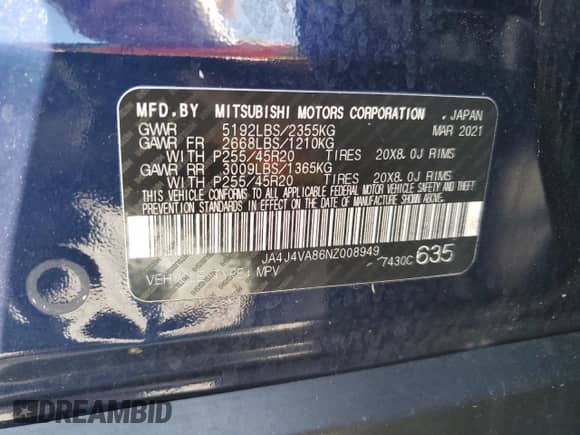 MFD.BY MITSUBISHI MOTORS CORPORATION , JAPAN
GVWR 5192LBS/2355KG MAR 2021
GAWR FR 2668LBS/1210KG
WITH P255/45R20 TIRES 20X8.0J RIMS
GAWR RR 3009LBS/1365KG
WITH P255/45R20 TIRES 20X8.0J RIMS
THIS VEHICLE CONFORMS TO ALL APPLICABLE FEDERAL MOTOR VEHICLE SAFETY AND THEFT
PREVENTION STANDARDS IN EFFECT ON THE DATE OF MANUFACTURE SHOWN ABOVE.
JA4J4VA86NZ008949
VEHICLE TYPE: MPV 7430C 635
DREAMBID